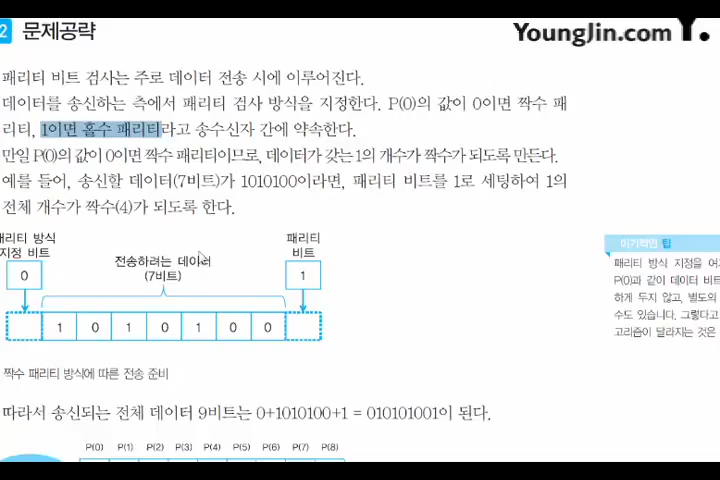 2 문제공략
YoungJin.com Y.
패리티 비트 검사는 주로 데이터 전송 시에 이루어진다.
데이터를 송신하는 측에서 패리티 검사 방식을 지정한다. P(0)의 값이 0이면 짝수 패
리티, 1이면 홀수 패리티라고 송수신자 간에 약속한다.
만일 P(0)의 값이 0이면 짝수 패리티이므로, 데이터가 갖는 1의 개수가 짝수가 되도록 만든다.
예를 들어, 송신할 데이터(7비트)가 1010100이라면, 패리티 비트를 1로 세팅하여 1의
전체 개수가 짝수(4)가 되도록 한다.
패리티 방식
지정 비트
0
전송하려는 데이터
(7비트)
패리티
비트
1
1 0 1 0 1 0 0
짝수 패리티 방식에 따른 전송 준비
이기적인 팁
패리티 방식 지정을 여
P(0)과 같이 데이터 비트
하게 두지 않고, 별도의
수도 있습니다. 그렇다고
고리즘이 달라지는 것은
따라서 송신되는 전체 데이터 9비트는 0+1010100+1 = 010101001이 된다.
P(0) P(1) P(2) P(3) P(4) P(5) P(6) P(7) P(8)